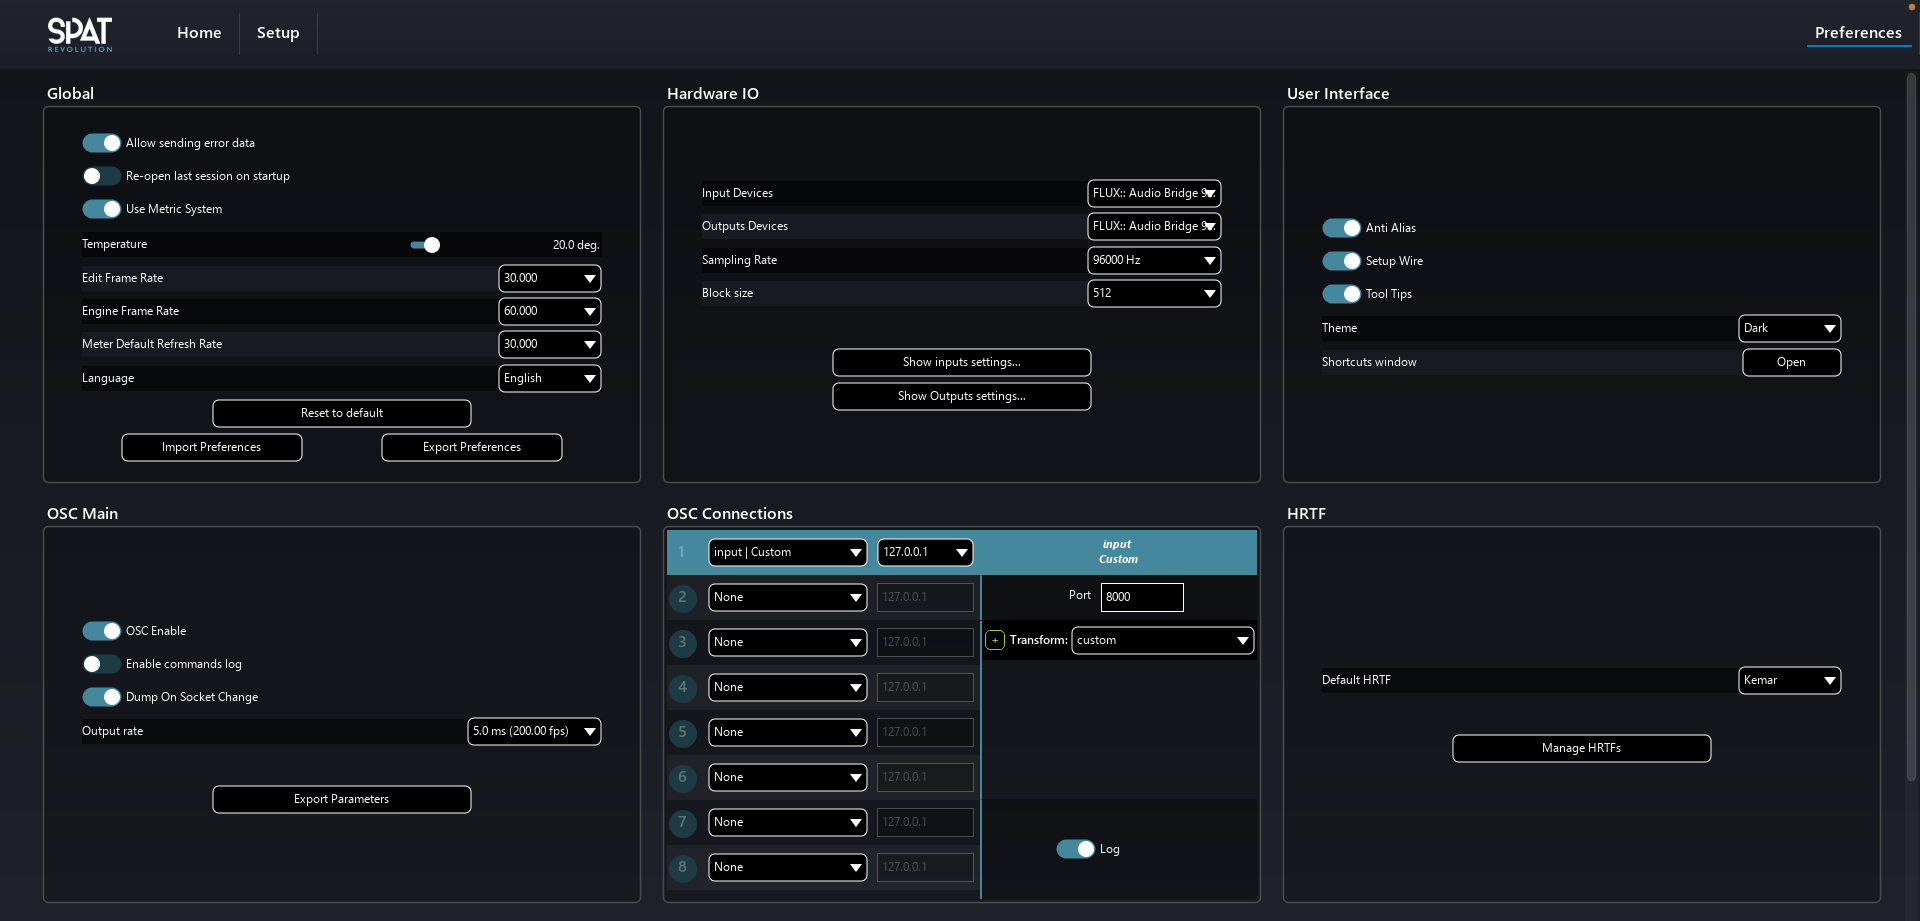 SPAT
REVOLUTION
Home
Setup
Preferences
Global
Allow sending error data
Re-open last session on startup
Use Metric System
Temperature
20.0 deg.
Edit Frame Rate
30.000
Engine Frame Rate
60.000
Meter Default Refresh Rate
30.000
Language
English
Reset to default
Import Preferences
Export Preferences
Hardware IO
Input Devices
FLUX:: Audio Bridge
Outputs Devices
FLUX:: Audio Bridge
Sampling Rate
96000 Hz
Block size
512
Show inputs settings...
Show Outputs settings...
User Interface
Anti Alias
Setup Wire
Tool Tips
Theme
Dark
Shortcuts window
Open
OSC Main
OSC Enable
Enable commands log
Dump On Socket Change
Output rate
5.0 ms (200.00 fps)
Export Parameters
OSC Connections
1 input | Custom 127.0.0.1
2 None 127.0.0.1
3 None 127.0.0.1
4 None 127.0.0.1
5 None 127.0.0.1
6 None 127.0.0.1
7 None 127.0.0.1
8 None 127.0.0.1
input
Custom
Port 8000
+ Transform: custom
Log
HRTF
Default HRTF
Kemar
Manage HRTFs